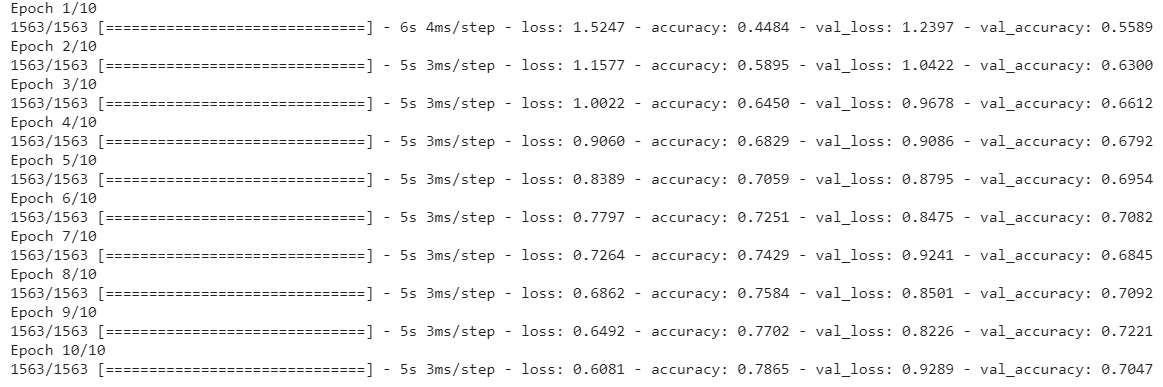 Epoch 1/10
1563/1563 [==============================] - 6s 4ms/step - loss: 1.5247 - accuracy: 0.4484 - val_loss: 1.2397 - val_accuracy: 0.5589
Epoch 2/10
1563/1563 [==============================] - 5s 3ms/step - loss: 1.1577 - accuracy: 0.5895 - val_loss: 1.0422 - val_accuracy: 0.6300
Epoch 3/10
1563/1563 [==============================] - 5s 3ms/step - loss: 1.0022 - accuracy: 0.6450 - val_loss: 0.9678 - val_accuracy: 0.6612
Epoch 4/10
1563/1563 [==============================] - 5s 3ms/step - loss: 0.9060 - accuracy: 0.6829 - val_loss: 0.9086 - val_accuracy: 0.6792
Epoch 5/10
1563/1563 [==============================] - 5s 3ms/step - loss: 0.8389 - accuracy: 0.7059 - val_loss: 0.8795 - val_accuracy: 0.6954
Epoch 6/10
1563/1563 [==============================] - 5s 3ms/step - loss: 0.7797 - accuracy: 0.7251 - val_loss: 0.8475 - val_accuracy: 0.7082
Epoch 7/10
1563/1563 [==============================] - 5s 3ms/step - loss: 0.7264 - accuracy: 0.7429 - val_loss: 0.9241 - val_accuracy: 0.6845
Epoch 8/10
1563/1563 [==============================] - 5s 3ms/step - loss: 0.6862 - accuracy: 0.7584 - val_loss: 0.8501 - val_accuracy: 0.7092
Epoch 9/10
1563/1563 [==============================] - 5s 3ms/step - loss: 0.6492 - accuracy: 0.7702 - val_loss: 0.8226 - val_accuracy: 0.7221
Epoch 10/10
1563/1563 [==============================] - 5s 3ms/step - loss: 0.6081 - accuracy: 0.7865 - val_loss: 0.9289 - val_accuracy: 0.7047